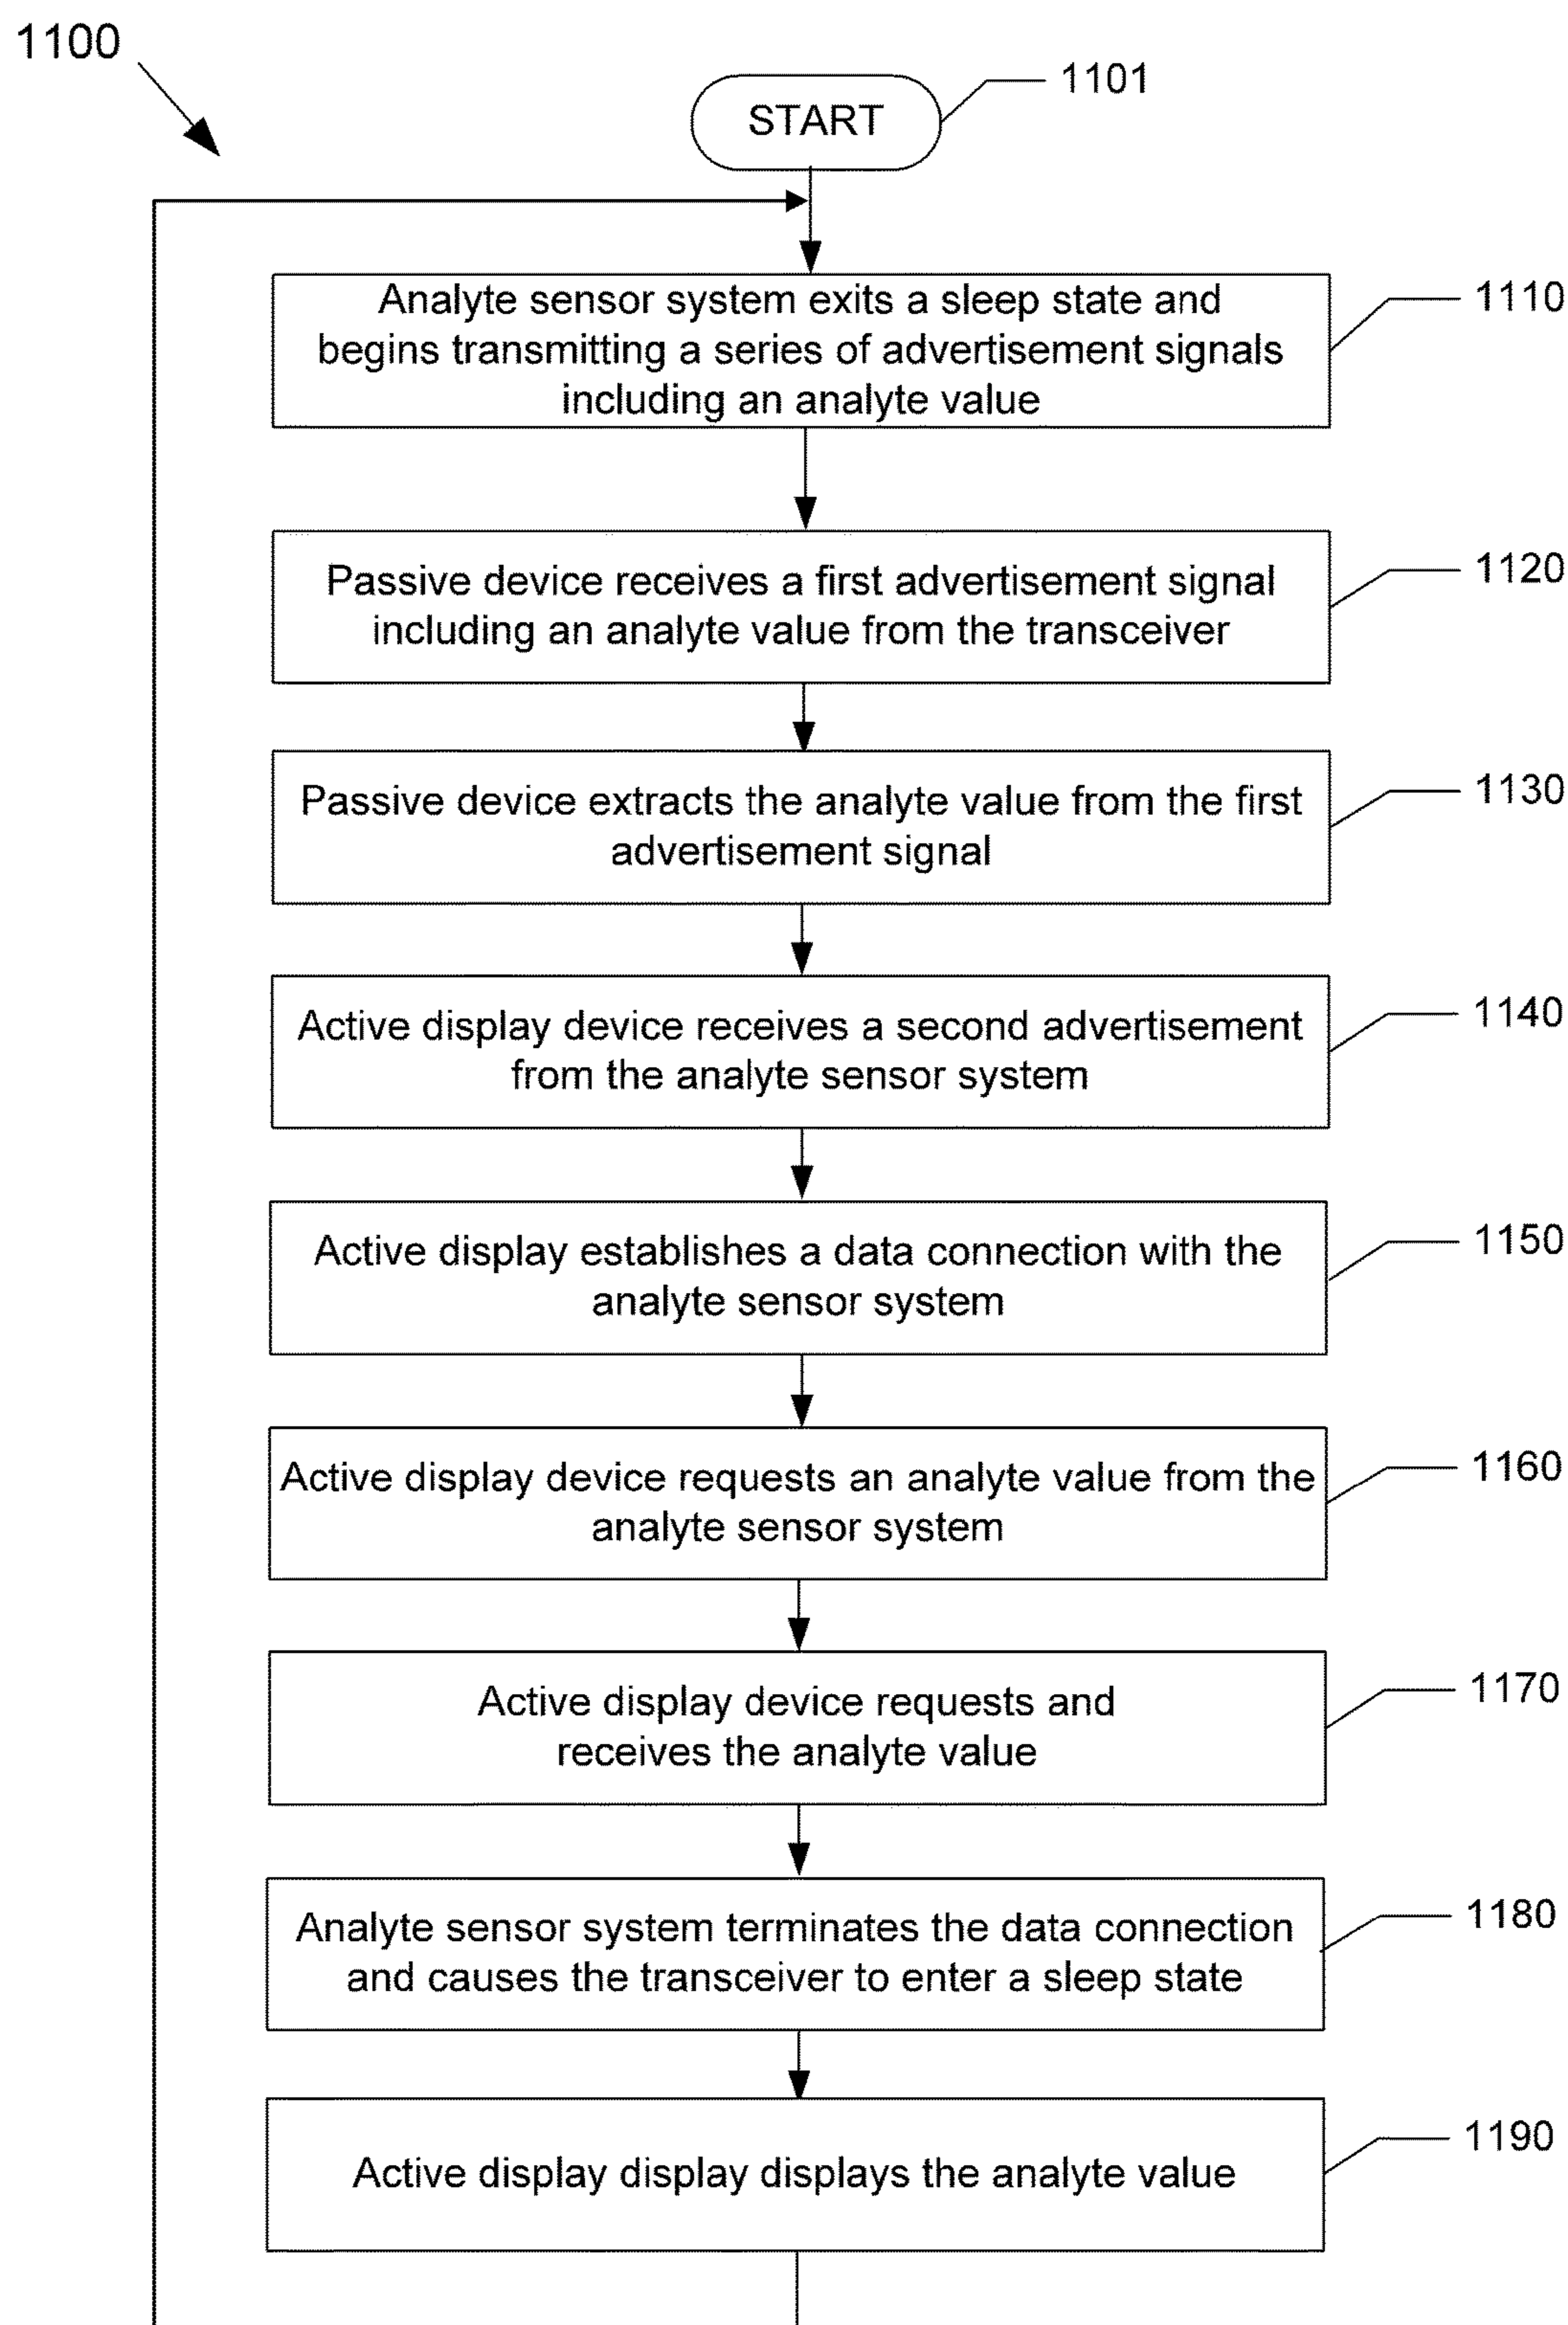 1100
START
1101
Analyte sensor system exits a sleep state and
begins transmitting a series of advertisement signals
including an analyte value
1110
Passive device receives a first advertisement signal
including an analyte value from the transceiver
1120
Passive device extracts the analyte value from the first
advertisement signal
1130
Active display device receives a second advertisement
from the analyte sensor system
1140
Active display establishes a data connection with the
analyte sensor system
1150
Active display device requests an analyte value from the
analyte sensor system
1160
Active display device requests and
receives the analyte value
1170
Analyte sensor system terminates the data connection
and causes the transceiver to enter a sleep state
1180
Active display display displays the analyte value
1190